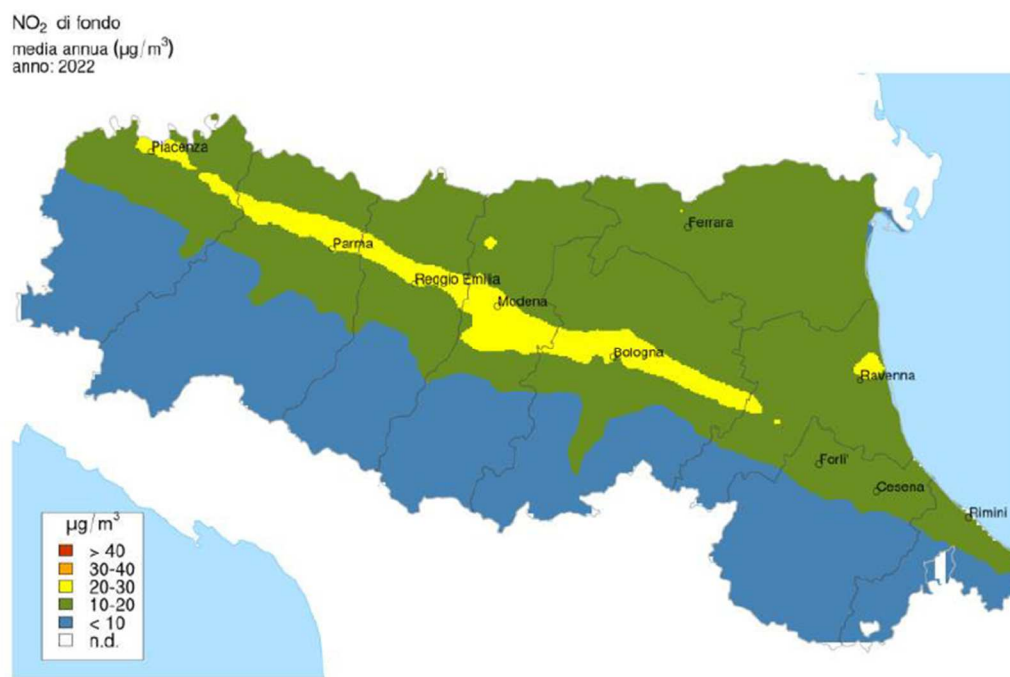 NO₂ di fondo
media annua (µg/m³)
anno: 2022
Piacenza
Parma
Reggio Emilia
Modena
Ferrara
Bologna
Ravenna
Forli'
Cesena
Rimini
µg/m³
> 40
30-40
20-30
10-20
< 10
n.d.